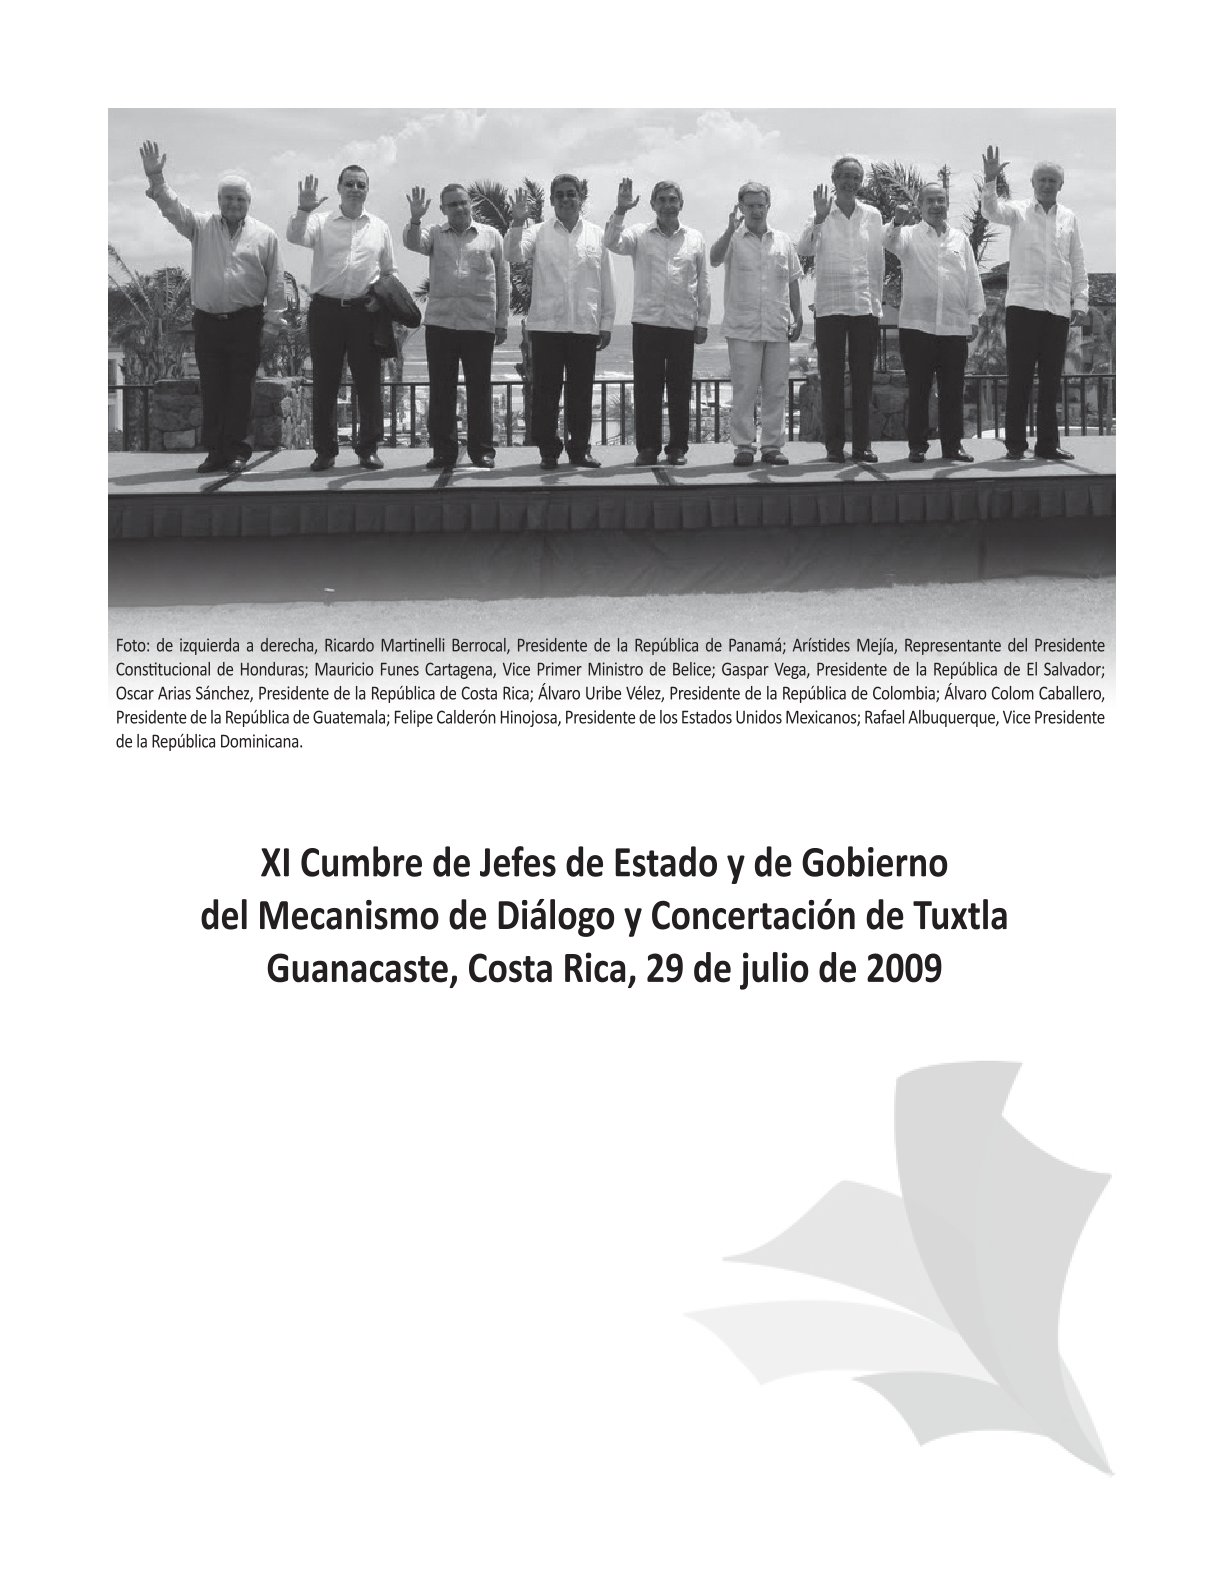 Foto: de izquierda a derecha, Ricardo Martinelli Berrocal, Presidente de la República de Panamá; Arístides Mejía, Representante del Presidente
Constitucional de Honduras; Mauricio Funes Cartagena, Vice Primer Ministro de Belice; Gaspar Vega, Presidente de la República de El Salvador;
Oscar Arias Sánchez, Presidente de la República de Costa Rica; Álvaro Uribe Vélez, Presidente de la República de Colombia; Álvaro Colom Caballero,
Presidente de la República de Guatemala; Felipe Calderón Hinojosa, Presidente de los Estados Unidos Mexicanos; Rafael Albuquerque, Vice Presidente
de la República Dominicana.
XI Cumbre de Jefes de Estado y de Gobierno
del Mecanismo de Diálogo y Concertación de Tuxtla
Guanacaste, Costa Rica, 29 de julio de 2009